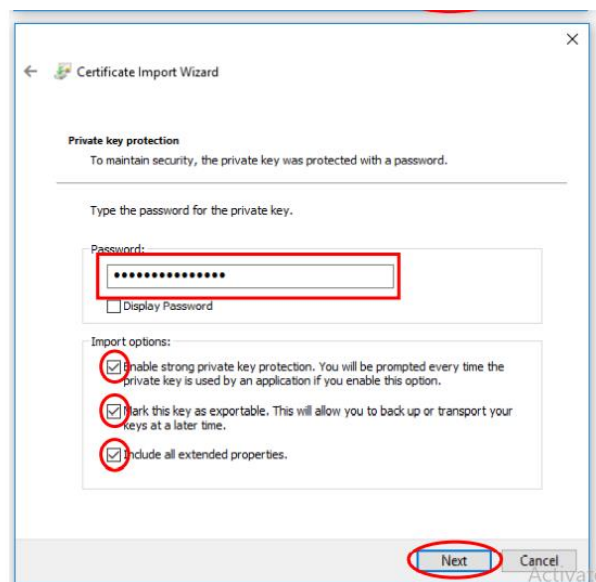 Certificate Import Wizard
Private key protection
To maintain security, the private key was protected with a password.
Type the password for the private key.
Password:
•••••••••••••••
Display Password
Import options:
Enable strong private key protection. You will be prompted every time the
private key is used by an application if you enable this option.
Mark this key as exportable. This will allow you to back up or transport your
keys at a later time.
Include all extended properties.
Next
Cancel
Activat